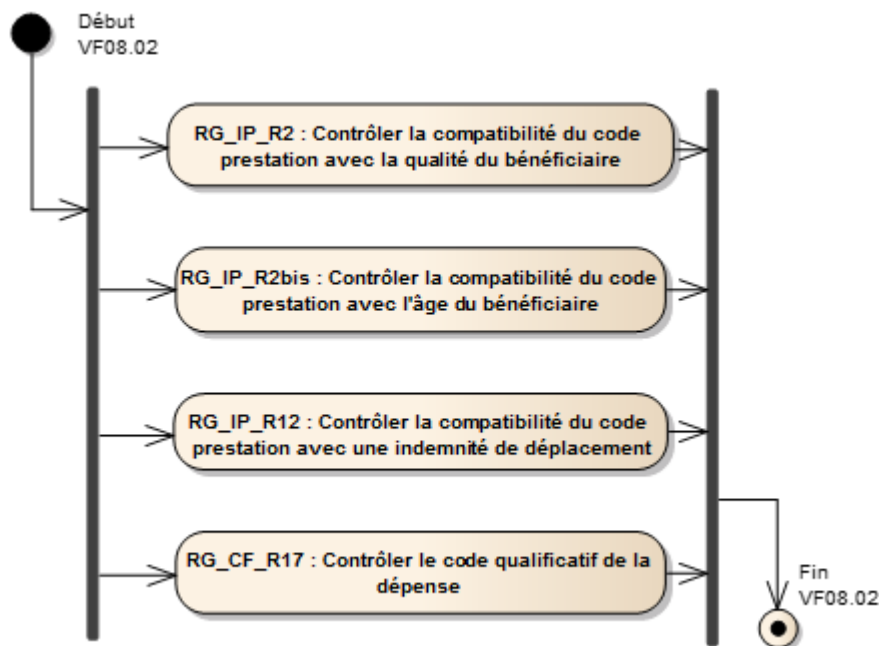 Début
VF08.02
RG_IP_R2 : Contrôler la compatibilité du code
prestation avec la qualité du bénéficiaire
RG_IP_R2bis : Contrôler la compatibilité du code
prestation avec l'âge du bénéficiaire
RG_IP_R12 : Contrôler la compatibilité du code
prestation avec une indemnité de déplacement
RG_CF_R17 : Contrôler le code qualificatif de la
dépense
Fin
VF08.02